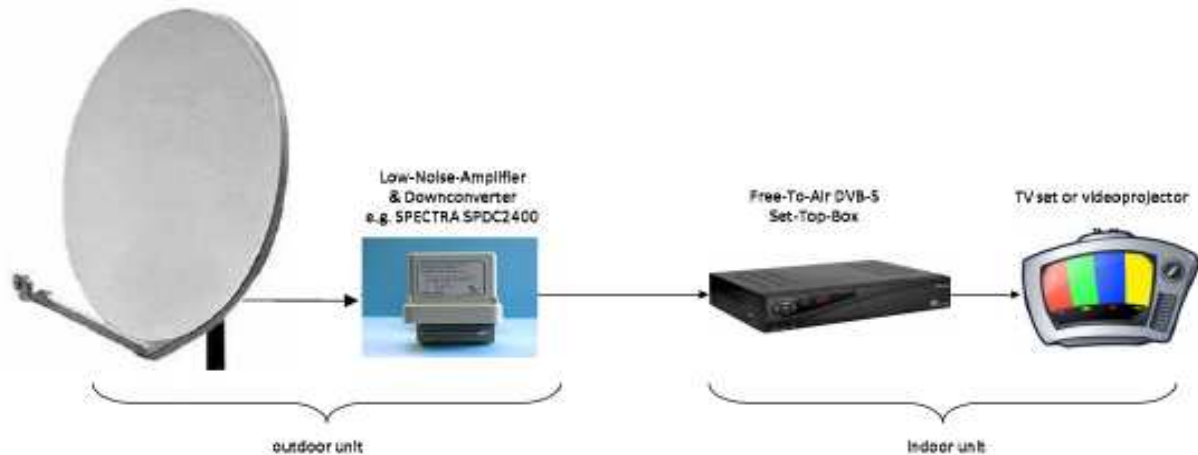 Low-Noise-Amplifier
& Downconverter
e.g. SPECTRA SPDC2400
Free-To-Air DVB-S
Set-Top-Box
TV set or videoprojector
outdoor unit
Indoor unit